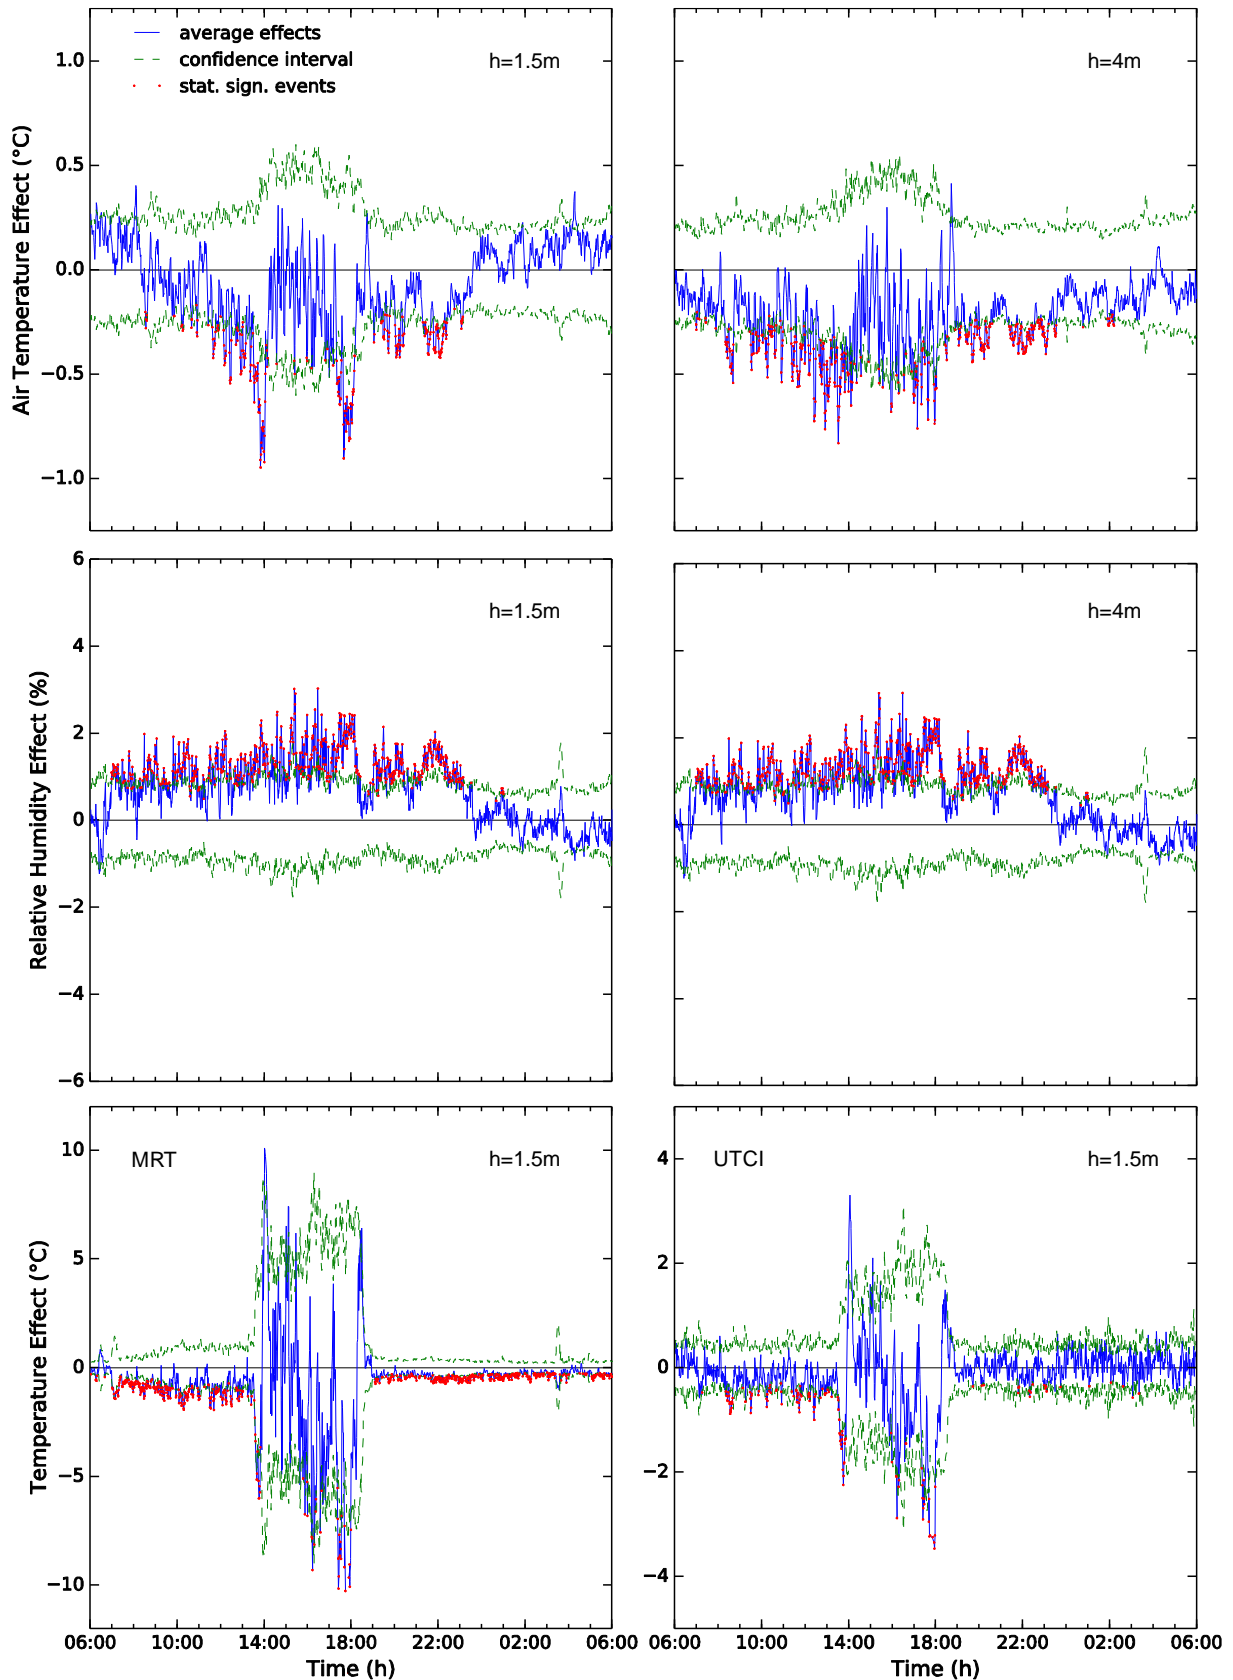 average effects
confidence interval
stat. sign. events
h=1.5m
h=4m
1.0
0.5
0.0
−0.5
−1.0
Air Temperature Effect (°C)
h=1.5m
h=4m
6
4
2
0
−2
−4
−6
Relative Humidity Effect (%)
MRT
h=1.5m
10
5
0
−5
−10
Temperature Effect (°C)
UTCI
h=1.5m
4
2
0
−2
−4
06:00 10:00 14:00 18:00 22:00 02:00 06:00
Time (h)
06:00 10:00 14:00 18:00 22:00 02:00 06:00
Time (h)